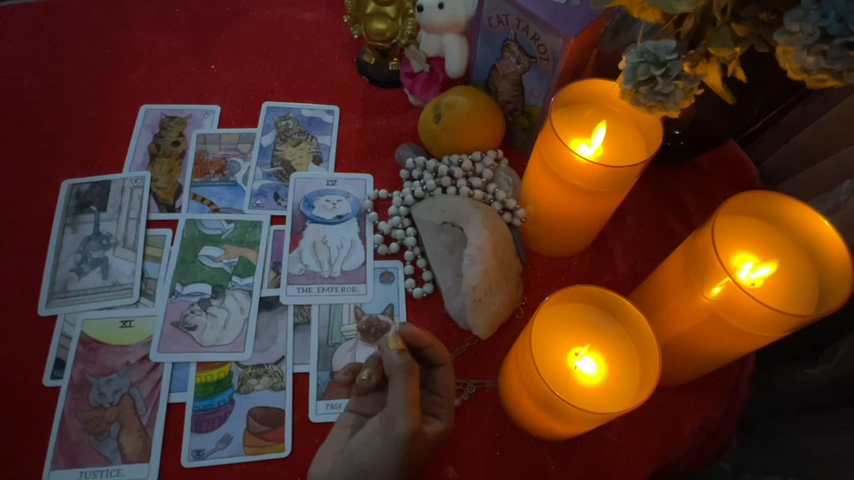 CAT TAROT
IV
THE EMPEROR.
XI
PAGE
JUSTICE.